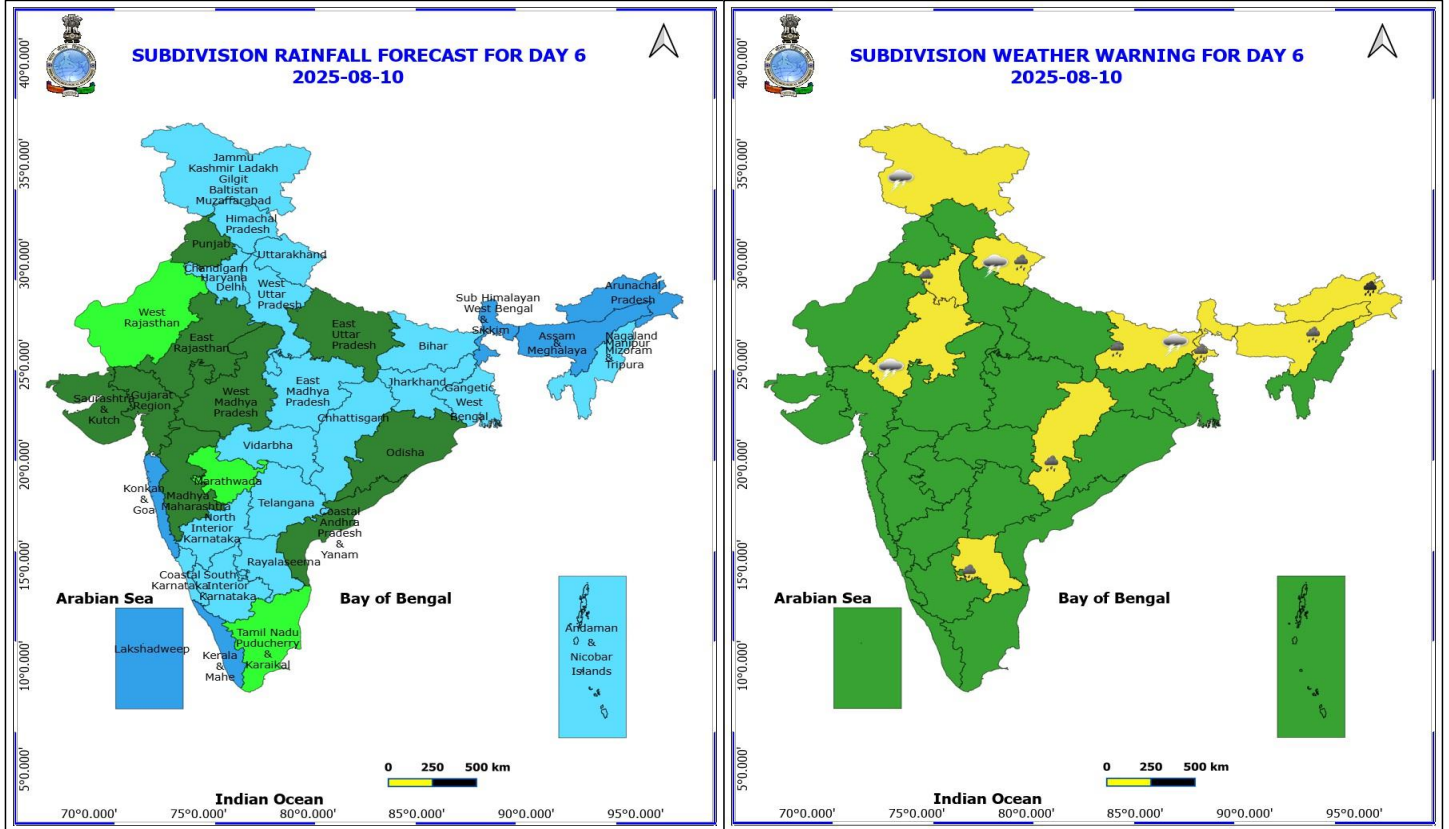 SUBDIVISION RAINFALL FORECAST FOR DAY 6
2025-08-10
40°0.000'
35°0.000'
30°0.000'
25°0.000'
20°0.000'
15°0.000'
10°0.000'
5°0.000'
Jammu
Kashmir Ladakh
Gilgit
Baltistan
Muzaffarabad
Himachal
Pradesh
Punjab
Uttarakhand
Chandigarh
Haryana
Delhi
West
Uttar
Pradesh
West
Rajasthan
East
Rajasthan
East
Uttar
Pradesh
Bihar
Sub Himalayan
West Bengal
&
Sikkim
Arunachal
Pradesh
Assam
&
Meghalaya
Nagaland
Manipur
Mizoram
&
Tripura
Saurashtra
&
Kutch
Gujarat
Region
West
Madhya
Pradesh
East
Madhya
Pradesh
Jharkhand
Gangetic
West
Bengal
Chhattisgarh
Vidarbha
Odisha
Konkan
&
Goa
Madhya
Maharashtra
Marathwada
Telangana
North
Interior
Karnataka
Coastal
Andhra
Pradesh
&
Yanam
Rayalaseema
Coastal
Karnataka
South
Interior
Karnataka
Arabian Sea
Bay of Bengal
Lakshadweep
Kerala
&
Mahe
Tamil Nadu
Puducherry
&
Karaikal
Andaman
&
Nicobar
Islands
0 250 500 km
Indian Ocean
70°0.000' 75°0.000' 80°0.000' 85°0.000' 90°0.000' 95°0.000'
SUBDIVISION WEATHER WARNING FOR DAY 6
2025-08-10
40°0.000'
35°0.000'
30°0.000'
25°0.000'
20°0.000'
15°0.000'
10°0.000'
5°0.000'
Arabian Sea
Bay of Bengal
0 250 500 km
Indian Ocean
70°0.000' 75°0.000' 80°0.000' 85°0.000' 90°0.000' 95°0.000'